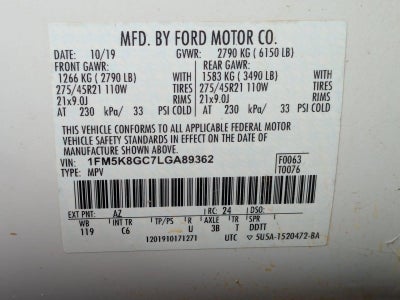 MFD. BY FORD MOTOR CO.
DATE: 10/19 GVWR: 2790 KG ( 6150 LB)
FRONT GAWR: REAR GAWR:
1266 KG ( 2790 LB) WITH 1583 KG ( 3490 LB) WITH
275/45R21 110W TIRES 275/45R21 110W TIRES
21x9.0J RIMS 21x9.0J RIMS
AT 230 kPa/ 33 PSI COLD AT 230 kPa/ 33 PSI COLD
THIS VEHICLE CONFORMS TO ALL APPLICABLE FEDERAL MOTOR
VEHICLE SAFETY STANDARDS IN EFFECT ON THE DATE OF
MANUFACTURE SHOWN ABOVE.
VIN: 1FM5K8GC7LGA89362 F0063
TYPE: MPV T0076
EXT PNT: AZ RC: 24 DSO:
WB INT TR TP/PS R AXLE TR SPR
119 C6 U 3B T DDTT
1201910171271 UTC 5U5A-1520472-BA